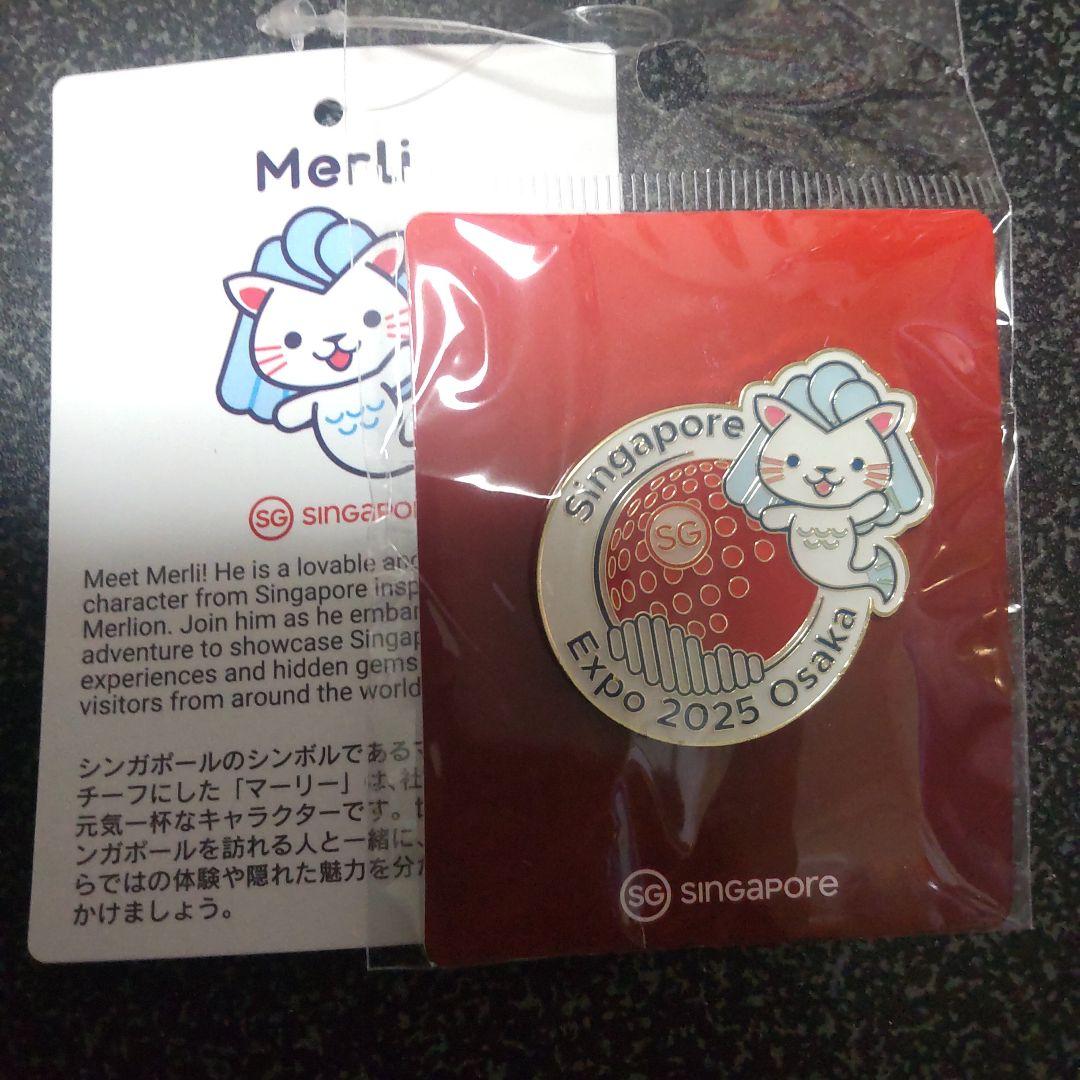 Merli
SG SINGAPO
Meet Merli! He is a lovable
character from Singapore
Merlion. Join him as he
adventure to showcase
experiences and hidden gems
visitors from around the world
シンガポールのシンボルである
チーフにした「マーリー」は、社
元気一杯なキャラクターです。
ンガポールを訪れる人と一緒に、
らではの体験や隠れた魅力を分
かけましょう。
Singapore
SG
Expo 2025 Osaka
SG SINGAPORE